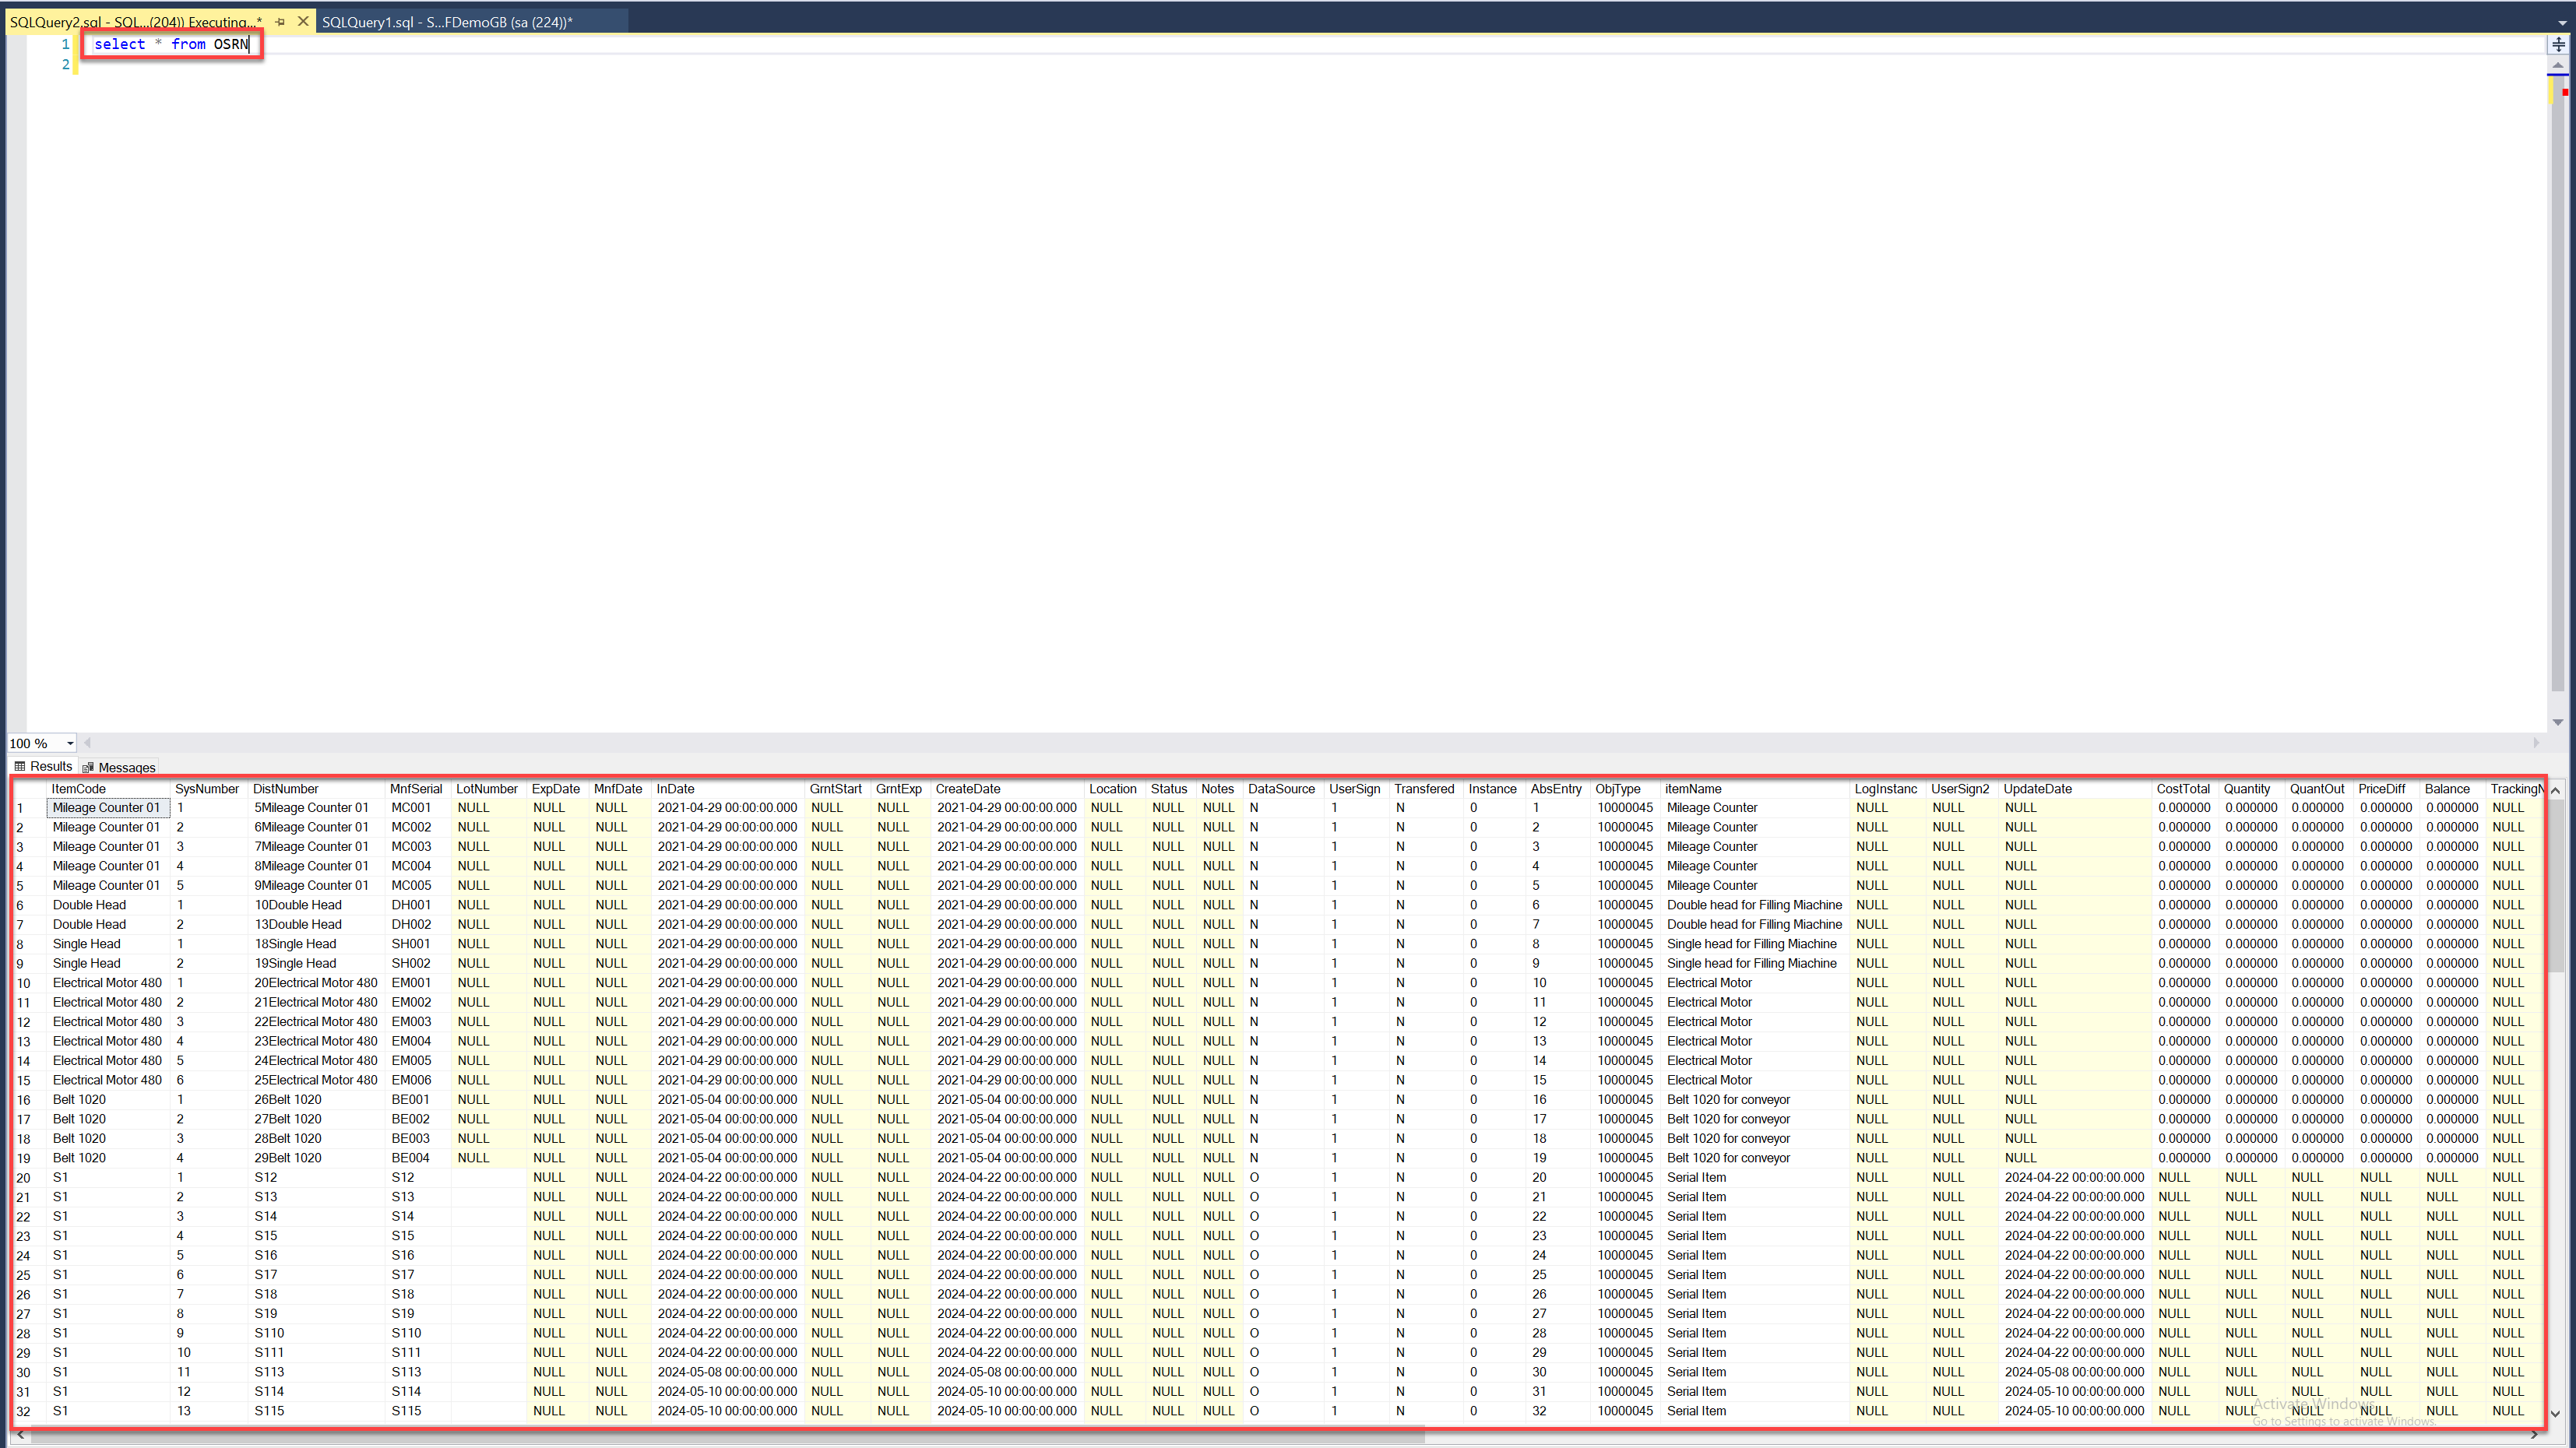 SQLQuery2.sql - SQL...(204)) Executing...* SQLQuery1.sql - S...FDemoGB (sa (224))*
1 select * from OSRN
2
100 %
Results Messages
ItemCode SysNumber DistNumber MnfSerial LotNumber ExpDate MnfDate InDate GrntStart GrntExp CreateDate Location Status Notes DataSource UserSign Transfered Instance AbsEntry ObjType itemName LogInstanc UserSign2 UpdateDate CostTotal Quantity QuantOut PriceDiff Balance TrackingN
1 Mileage Counter 01 1 5Mileage Counter 01 MC001 NULL NULL NULL 2021-04-29 00:00:00.000 NULL NULL 2021-04-29 00:00:00.000 NULL NULL NULL N 1 N 0 1 10000045 Mileage Counter NULL NULL NULL 0.000000 0.000000 0.000000 0.000000 0.000000 NULL
2 Mileage Counter 01 2 6Mileage Counter 01 MC002 NULL NULL NULL 2021-04-29 00:00:00.000 NULL NULL 2021-04-29 00:00:00.000 NULL NULL NULL N 1 N 0 2 10000045 Mileage Counter NULL NULL NULL 0.000000 0.000000 0.000000 0.000000 0.000000 NULL
3 Mileage Counter 01 3 7Mileage Counter 01 MC003 NULL NULL NULL 2021-04-29 00:00:00.000 NULL NULL 2021-04-29 00:00:00.000 NULL NULL NULL N 1 N 0 3 10000045 Mileage Counter NULL NULL NULL 0.000000 0.000000 0.000000 0.000000 0.000000 NULL
4 Mileage Counter 01 4 8Mileage Counter 01 MC004 NULL NULL NULL 2021-04-29 00:00:00.000 NULL NULL 2021-04-29 00:00:00.000 NULL NULL NULL N 1 N 0 4 10000045 Mileage Counter NULL NULL NULL 0.000000 0.000000 0.000000 0.000000 0.000000 NULL
5 Mileage Counter 01 5 9Mileage Counter 01 MC005 NULL NULL NULL 2021-04-29 00:00:00.000 NULL NULL 2021-04-29 00:00:00.000 NULL NULL NULL N 1 N 0 5 10000045 Mileage Counter NULL NULL NULL 0.000000 0.000000 0.000000 0.000000 0.000000 NULL
6 Double Head 1 10Double Head DH001 NULL NULL NULL 2021-04-29 00:00:00.000 NULL NULL 2021-04-29 00:00:00.000 NULL NULL NULL N 1 N 0 6 10000045 Double head for Filling Miachine NULL NULL NULL 0.000000 0.000000 0.000000 0.000000 0.000000 NULL
7 Double Head 2 13Double Head DH002 NULL NULL NULL 2021-04-29 00:00:00.000 NULL NULL 2021-04-29 00:00:00.000 NULL NULL NULL N 1 N 0 7 10000045 Double head for Filling Miachine NULL NULL NULL 0.000000 0.000000 0.000000 0.000000 0.000000 NULL
8 Single Head 1 18Single Head SH001 NULL NULL NULL 2021-04-29 00:00:00.000 NULL NULL 2021-04-29 00:00:00.000 NULL NULL NULL N 1 N 0 8 10000045 Single head for Filling Miachine NULL NULL NULL 0.000000 0.000000 0.000000 0.000000 0.000000 NULL
9 Single Head 2 19Single Head SH002 NULL NULL NULL 2021-04-29 00:00:00.000 NULL NULL 2021-04-29 00:00:00.000 NULL NULL NULL N 1 N 0 9 10000045 Single head for Filling Miachine NULL NULL NULL 0.000000 0.000000 0.000000 0.000000 0.000000 NULL
10 Electrical Motor 480 1 20Electrical Motor 480 EM001 NULL NULL NULL 2021-04-29 00:00:00.000 NULL NULL 2021-04-29 00:00:00.000 NULL NULL NULL N 1 N 0 10 10000045 Electrical Motor NULL NULL NULL 0.000000 0.000000 0.000000 0.000000 0.000000 NULL
11 Electrical Motor 480 2 21Electrical Motor 480 EM002 NULL NULL NULL 2021-04-29 00:00:00.000 NULL NULL 2021-04-29 00:00:00.000 NULL NULL NULL N 1 N 0 11 10000045 Electrical Motor NULL NULL NULL 0.000000 0.000000 0.000000 0.000000 0.000000 NULL
12 Electrical Motor 480 3 22Electrical Motor 480 EM003 NULL NULL NULL 2021-04-29 00:00:00.000 NULL NULL 2021-04-29 00:00:00.000 NULL NULL NULL N 1 N 0 12 10000045 Electrical Motor NULL NULL NULL 0.000000 0.000000 0.000000 0.000000 0.000000 NULL
13 Electrical Motor 480 4 23Electrical Motor 480 EM004 NULL NULL NULL 2021-04-29 00:00:00.000 NULL NULL 2021-04-29 00:00:00.000 NULL NULL NULL N 1 N 0 13 10000045 Electrical Motor NULL NULL NULL 0.000000 0.000000 0.000000 0.000000 0.000000 NULL
14 Electrical Motor 480 5 24Electrical Motor 480 EM005 NULL NULL NULL 2021-04-29 00:00:00.000 NULL NULL 2021-04-29 00:00:00.000 NULL NULL NULL N 1 N 0 14 10000045 Electrical Motor NULL NULL NULL 0.000000 0.000000 0.000000 0.000000 0.000000 NULL
15 Electrical Motor 480 6 25Electrical Motor 480 EM006 NULL NULL NULL 2021-04-29 00:00:00.000 NULL NULL 2021-04-29 00:00:00.000 NULL NULL NULL N 1 N 0 15 10000045 Electrical Motor NULL NULL NULL 0.000000 0.000000 0.000000 0.000000 0.000000 NULL
16 Belt 1020 1 26Belt 1020 BE001 NULL NULL NULL 2021-05-04 00:00:00.000 NULL NULL 2021-05-04 00:00:00.000 NULL NULL NULL N 1 N 0 16 10000045 Belt 1020 for conveyor NULL NULL NULL 0.000000 0.000000 0.000000 0.000000 0.000000 NULL
17 Belt 1020 2 27Belt 1020 BE002 NULL NULL NULL 2021-05-04 00:00:00.000 NULL NULL 2021-05-04 00:00:00.000 NULL NULL NULL N 1 N 0 17 10000045 Belt 1020 for conveyor NULL NULL NULL 0.000000 0.000000 0.000000 0.000000 0.000000 NULL
18 Belt 1020 3 28Belt 1020 BE003 NULL NULL NULL 2021-05-04 00:00:00.000 NULL NULL 2021-05-04 00:00:00.000 NULL NULL NULL N 1 N 0 18 10000045 Belt 1020 for conveyor NULL NULL NULL 0.000000 0.000000 0.000000 0.000000 0.000000 NULL
19 Belt 1020 4 29Belt 1020 BE004 NULL NULL NULL 2021-05-04 00:00:00.000 NULL NULL 2021-05-04 00:00:00.000 NULL NULL NULL N 1 N 0 19 10000045 Belt 1020 for conveyor NULL NULL NULL 0.000000 0.000000 0.000000 0.000000 0.000000 NULL
20 S1 1 S12 S12 NULL NULL 2024-04-22 00:00:00.000 NULL NULL 2024-04-22 00:00:00.000 NULL NULL NULL O 1 N 0 20 10000045 Serial Item NULL NULL 2024-04-22 00:00:00.000 NULL NULL NULL NULL NULL NULL
21 S1 2 S13 S13 NULL NULL 2024-04-22 00:00:00.000 NULL NULL 2024-04-22 00:00:00.000 NULL NULL NULL O 1 N 0 21 10000045 Serial Item NULL NULL 2024-04-22 00:00:00.000 NULL NULL NULL NULL NULL NULL
22 S1 3 S14 S14 NULL NULL 2024-04-22 00:00:00.000 NULL NULL 2024-04-22 00:00:00.000 NULL NULL NULL O 1 N 0 22 10000045 Serial Item NULL NULL 2024-04-22 00:00:00.000 NULL NULL NULL NULL NULL NULL
23 S1 4 S15 S15 NULL NULL 2024-04-22 00:00:00.000 NULL NULL 2024-04-22 00:00:00.000 NULL NULL NULL O 1 N 0 23 10000045 Serial Item NULL NULL 2024-04-22 00:00:00.000 NULL NULL NULL NULL NULL NULL
24 S1 5 S16 S16 NULL NULL 2024-04-22 00:00:00.000 NULL NULL 2024-04-22 00:00:00.000 NULL NULL NULL O 1 N 0 24 10000045 Serial Item NULL NULL 2024-04-22 00:00:00.000 NULL NULL NULL NULL NULL NULL
25 S1 6 S17 S17 NULL NULL 2024-04-22 00:00:00.000 NULL NULL 2024-04-22 00:00:00.000 NULL NULL NULL O 1 N 0 25 10000045 Serial Item NULL NULL 2024-04-22 00:00:00.000 NULL NULL NULL NULL NULL NULL
26 S1 7 S18 S18 NULL NULL 2024-04-22 00:00:00.000 NULL NULL 2024-04-22 00:00:00.000 NULL NULL NULL O 1 N 0 26 10000045 Serial Item NULL NULL 2024-04-22 00:00:00.000 NULL NULL NULL NULL NULL NULL
27 S1 8 S19 S19 NULL NULL 2024-04-22 00:00:00.000 NULL NULL 2024-04-22 00:00:00.000 NULL NULL NULL O 1 N 0 27 10000045 Serial Item NULL NULL 2024-04-22 00:00:00.000 NULL NULL NULL NULL NULL NULL
28 S1 9 S110 S110 NULL NULL 2024-04-22 00:00:00.000 NULL NULL 2024-04-22 00:00:00.000 NULL NULL NULL O 1 N 0 28 10000045 Serial Item NULL NULL 2024-04-22 00:00:00.000 NULL NULL NULL NULL NULL NULL
29 S1 10 S111 S111 NULL NULL 2024-04-22 00:00:00.000 NULL NULL 2024-04-22 00:00:00.000 NULL NULL NULL O 1 N 0 29 10000045 Serial Item NULL NULL 2024-04-22 00:00:00.000 NULL NULL NULL NULL NULL NULL
30 S1 11 S113 S113 NULL NULL 2024-05-08 00:00:00.000 NULL NULL 2024-05-08 00:00:00.000 NULL NULL NULL O 1 N 0 30 10000045 Serial Item NULL NULL 2024-05-08 00:00:00.000 NULL NULL NULL NULL NULL NULL
31 S1 12 S114 S114 NULL NULL 2024-05-10 00:00:00.000 NULL NULL 2024-05-10 00:00:00.000 NULL NULL NULL O 1 N 0 31 10000045 Serial Item NULL NULL 2024-05-10 00:00:00.000 NULL NULL NULL NULL NULL NULL
32 S1 13 S115 S115 NULL NULL 2024-05-10 00:00:00.000 NULL NULL 2024-05-10 00:00:00.000 NULL NULL NULL O 1 N 0 32 10000045 Serial Item NULL NULL 2024-05-10 00:00:00.000 NULL NULL NULL NULL NULL NULL
Activate Windows
Go to Settings to activate Windows.